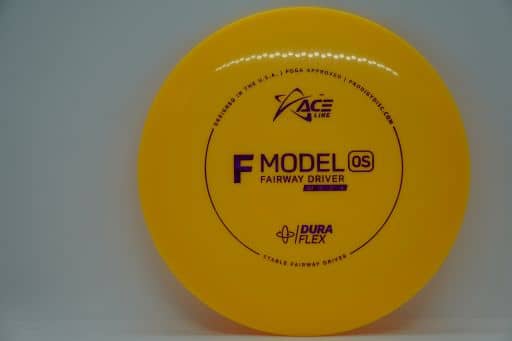 DESIGNED IN THE U.S.A. | PDGA APPROVED | PRODIGYDISC.COM
ACE
LINE
F MODEL OS
FAIRWAY DRIVER
DURA
FLEX
STABLE FAIRWAY DRIVER